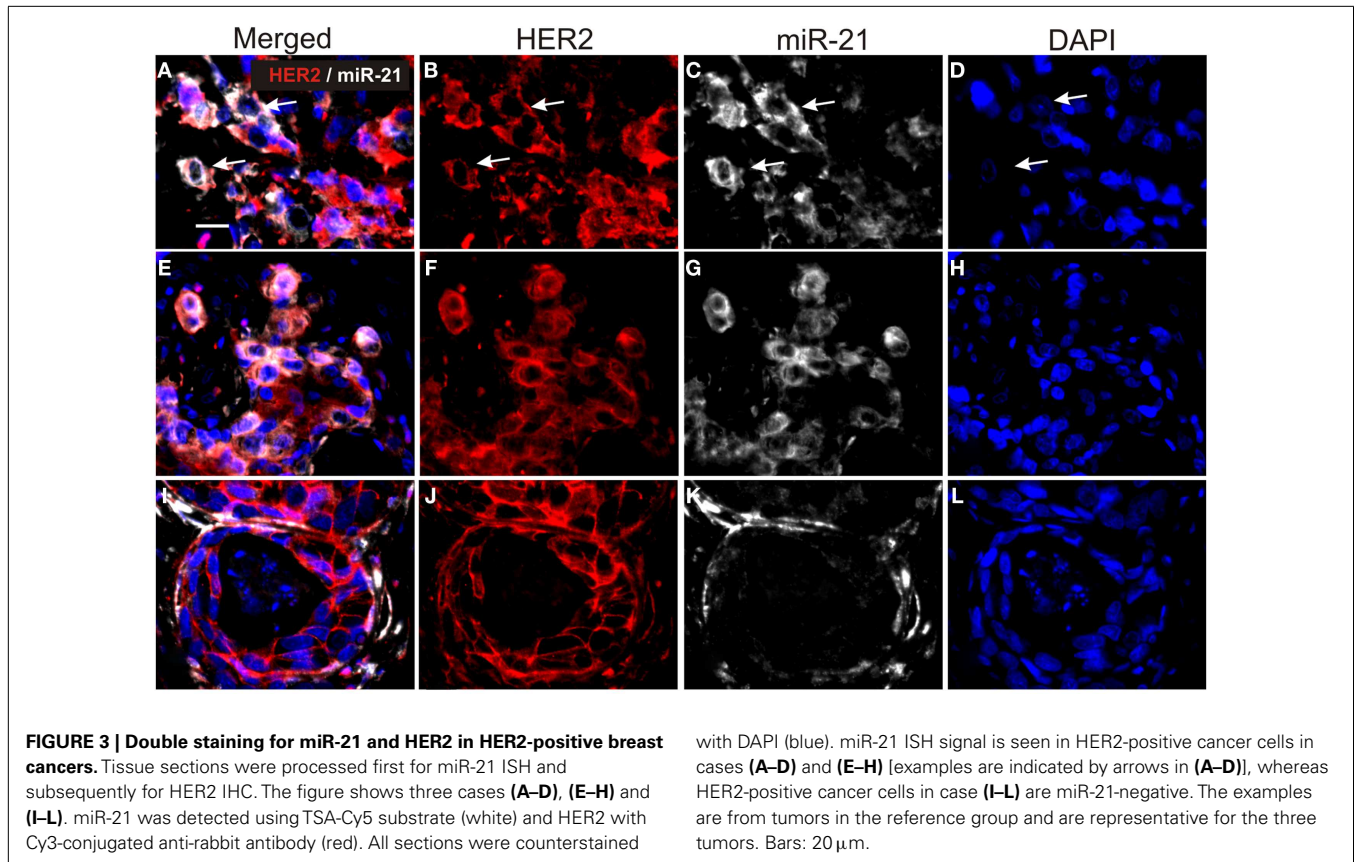 Merged HER2 miR-21 DAPI
A HER2 / miR-21 B C D
E F G H
I J K L
FIGURE 3 | Double staining for miR-21 and HER2 in HER2-positive breast
cancers. Tissue sections were processed first for miR-21 ISH and
subsequently for HER2 IHC. The figure shows three cases (A–D), (E–H) and
(I–L). miR-21 was detected using TSA-Cy5 substrate (white) and HER2 with
Cy3-conjugated anti-rabbit antibody (red). All sections were counterstained
with DAPI (blue). miR-21 ISH signal is seen in HER2-positive cancer cells in
cases (A–D) and (E–H) [examples are indicated by arrows in (A–D)], whereas
HER2-positive cancer cells in case (I–L) are miR-21-negative. The examples
are from tumors in the reference group and are representative for the three
tumors. Bars: 20 μm.